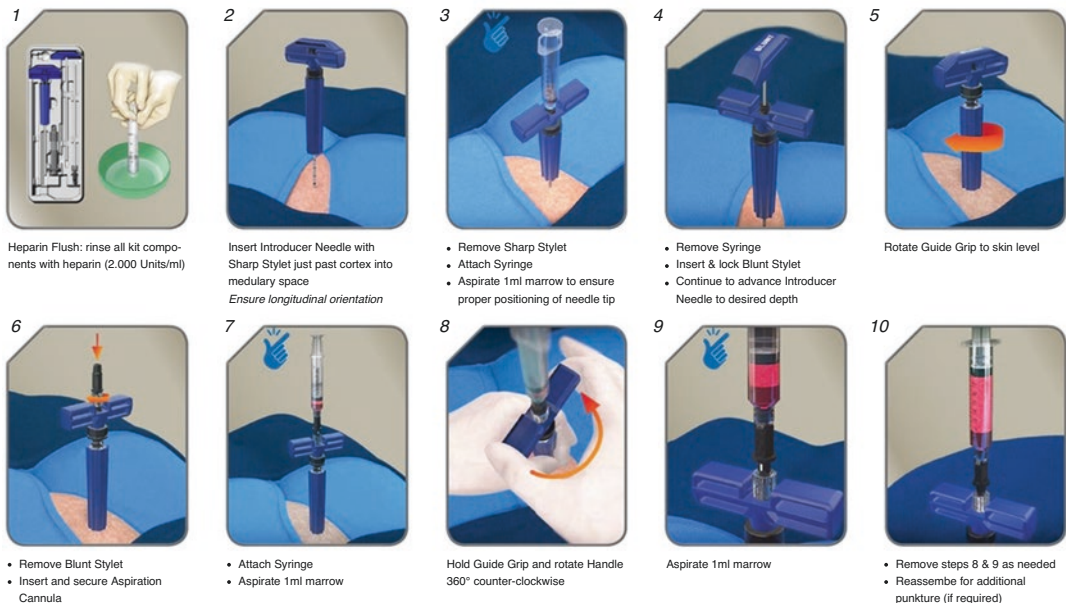 1
Heparin Flush: rinse all kit compo-
nents with heparin (2.000 Units/ml)
2
Insert Introducer Needle with
Sharp Stylet just past cortex into
medulary space
Ensure longitudinal orientation
3
• Remove Sharp Stylet
• Attach Syringe
• Aspirate 1ml marrow to ensure
proper positioning of needle tip
4
• Remove Syringe
• Insert & lock Blunt Stylet
• Continue to advance Introducer
Needle to desired depth
5
Rotate Guide Grip to skin level
6
• Remove Blunt Stylet
• Insert and secure Aspiration
Cannula
7
• Attach Syringe
• Aspirate 1ml marrow
8
Hold Guide Grip and rotate Handle
360° counter-clockwise
9
Aspirate 1ml marrow
10
• Remove steps 8 & 9 as needed
• Reassembe for additional
punkture (if required)